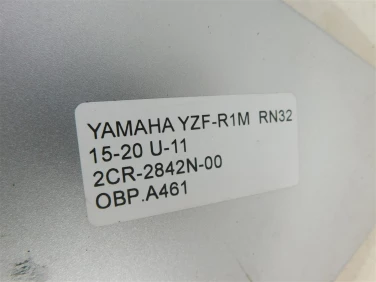 YAMAHA YZF-R1M RN32
15-20 U-11
2CR-2842N-00
OBP.A461